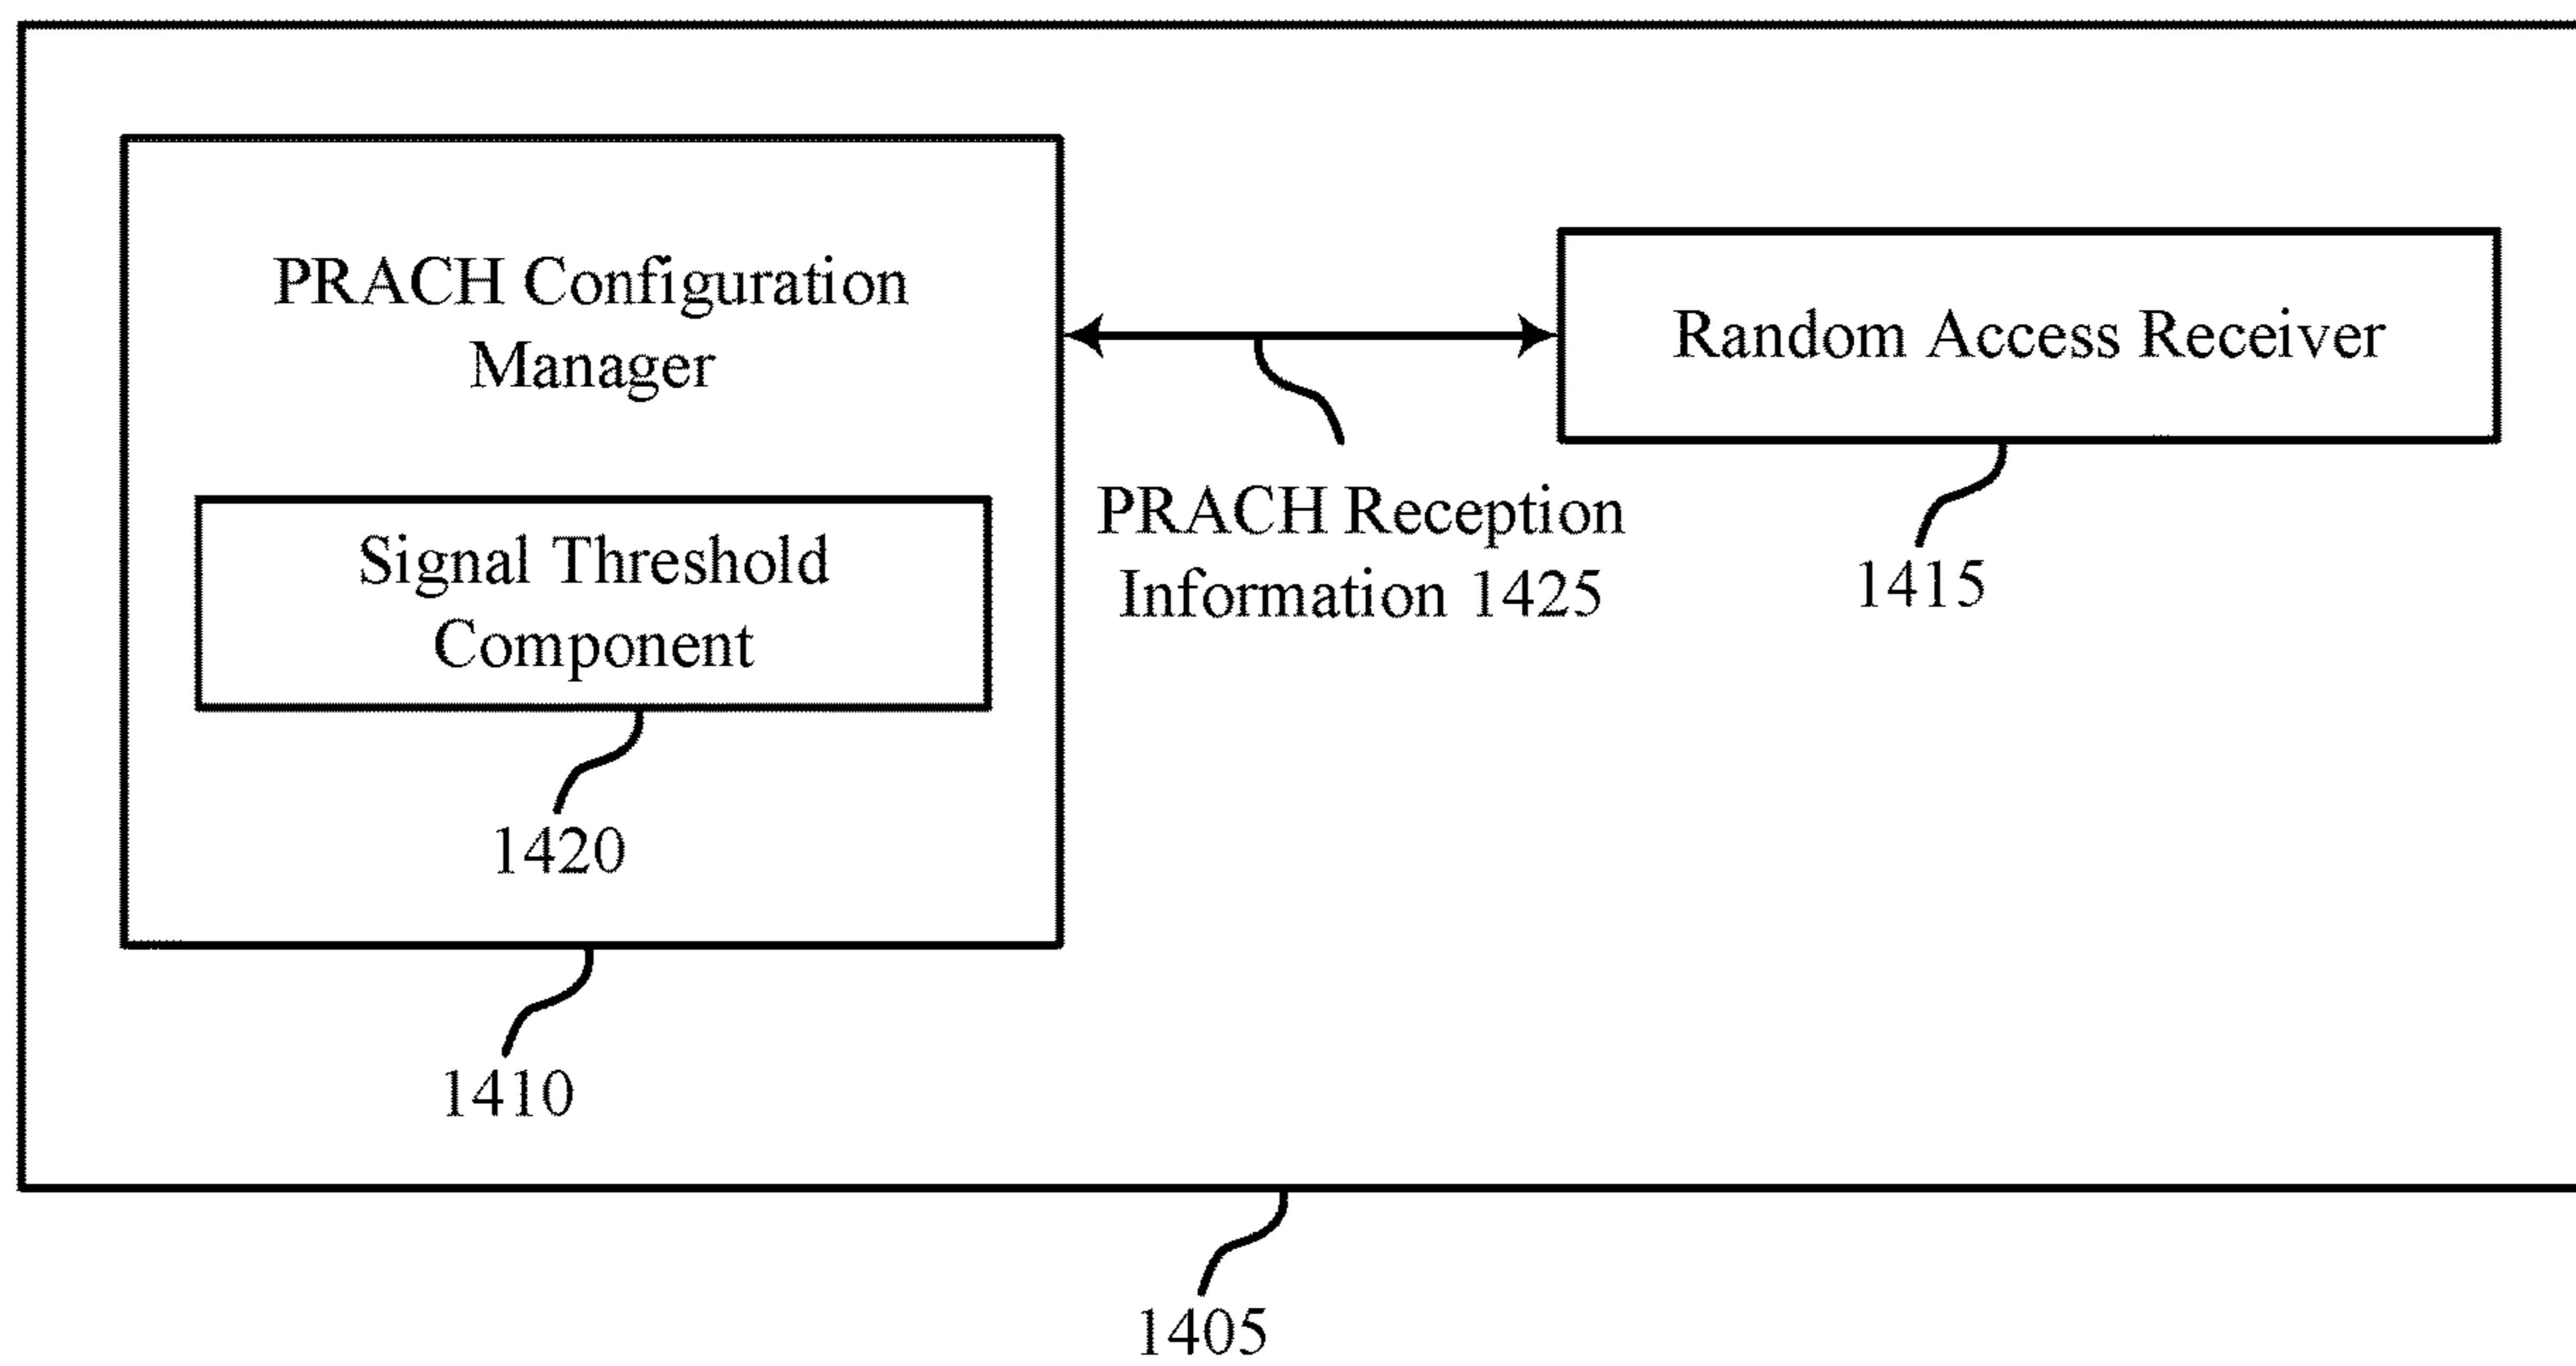 PRACH Configuration
Manager
Signal Threshold
Component
1420
1410
PRACH Reception
Information 1425
Random Access Receiver
1415
1405